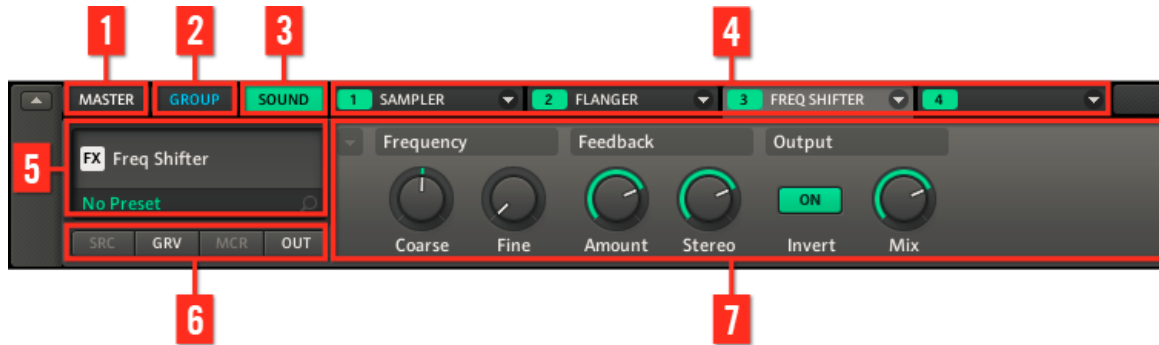 1 2 3 4
MASTER GROUP SOUND 1 SAMPLER 2 FLANGER 3 FREQ SHIFTER 4
5
FX Freq Shifter
No Preset
Frequency Feedback Output
ON
Coarse Fine Amount Stereo Invert Mix
SRC GRV MCR OUT
6 7